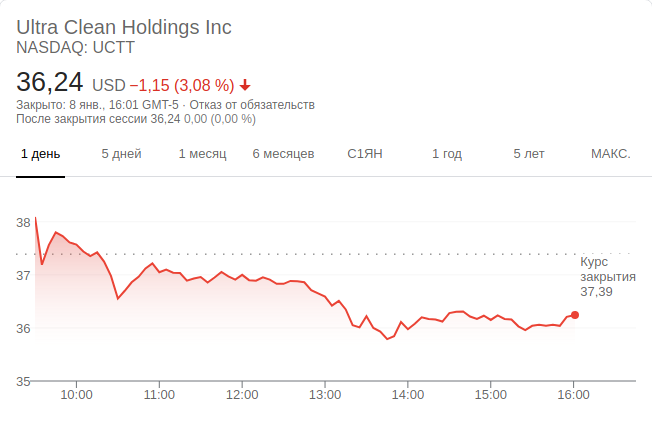 Ultra Clean Holdings Inc
NASDAQ: UCTT
36,24 USD −1,15 (3,08 %)
Закрыто: 8 янв., 16:01 GMT-5 · Отказ от обязательств
После закрытия сессии 36,24 0,00 (0,00 %)
1 день 5 дней 1 месяц 6 месяцев С1ЯН 1 год 5 лет МАКС.
38
37
36
35
Курс
закрытия
37,39
10:00 11:00 12:00 13:00 14:00 15:00 16:00